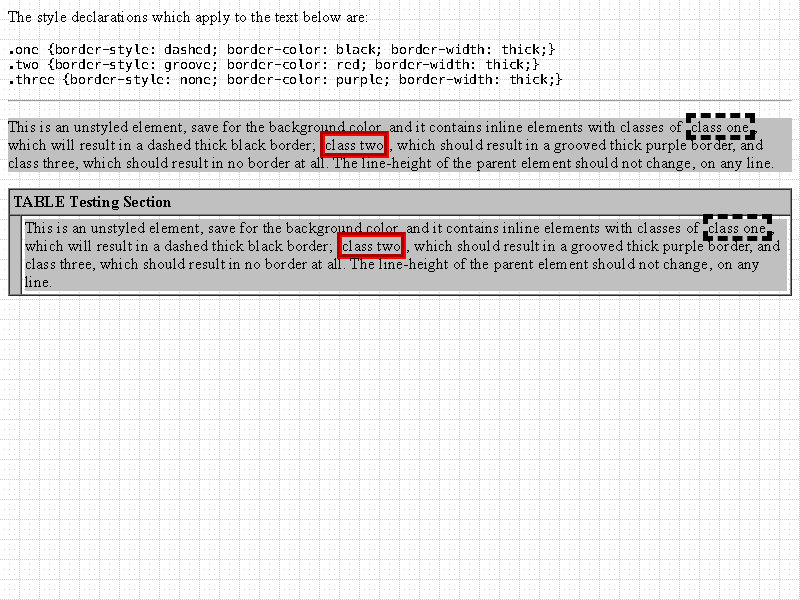 The style declarations which apply to the text below are:
.one {border-style: dashed; border-color: black; border-width: thick;}
.two {border-style: groove; border-color: red; border-width: thick;}
.three {border-style: none; border-color: purple; border-width: thick;}
This is an unstyled element, save for the background color, and it contains inline elements with classes of class one,
which will result in a dashed thick black border; class two, which should result in a grooved thick purple border, and
class three, which should result in no border at all. The line-height of the parent element should not change, on any line.
TABLE Testing Section
This is an unstyled element, save for the background color, and it contains inline elements with classes of class one,
which will result in a dashed thick black border; class two, which should result in a grooved thick purple border, and
class three, which should result in no border at all. The line-height of the parent element should not change, on any
line.